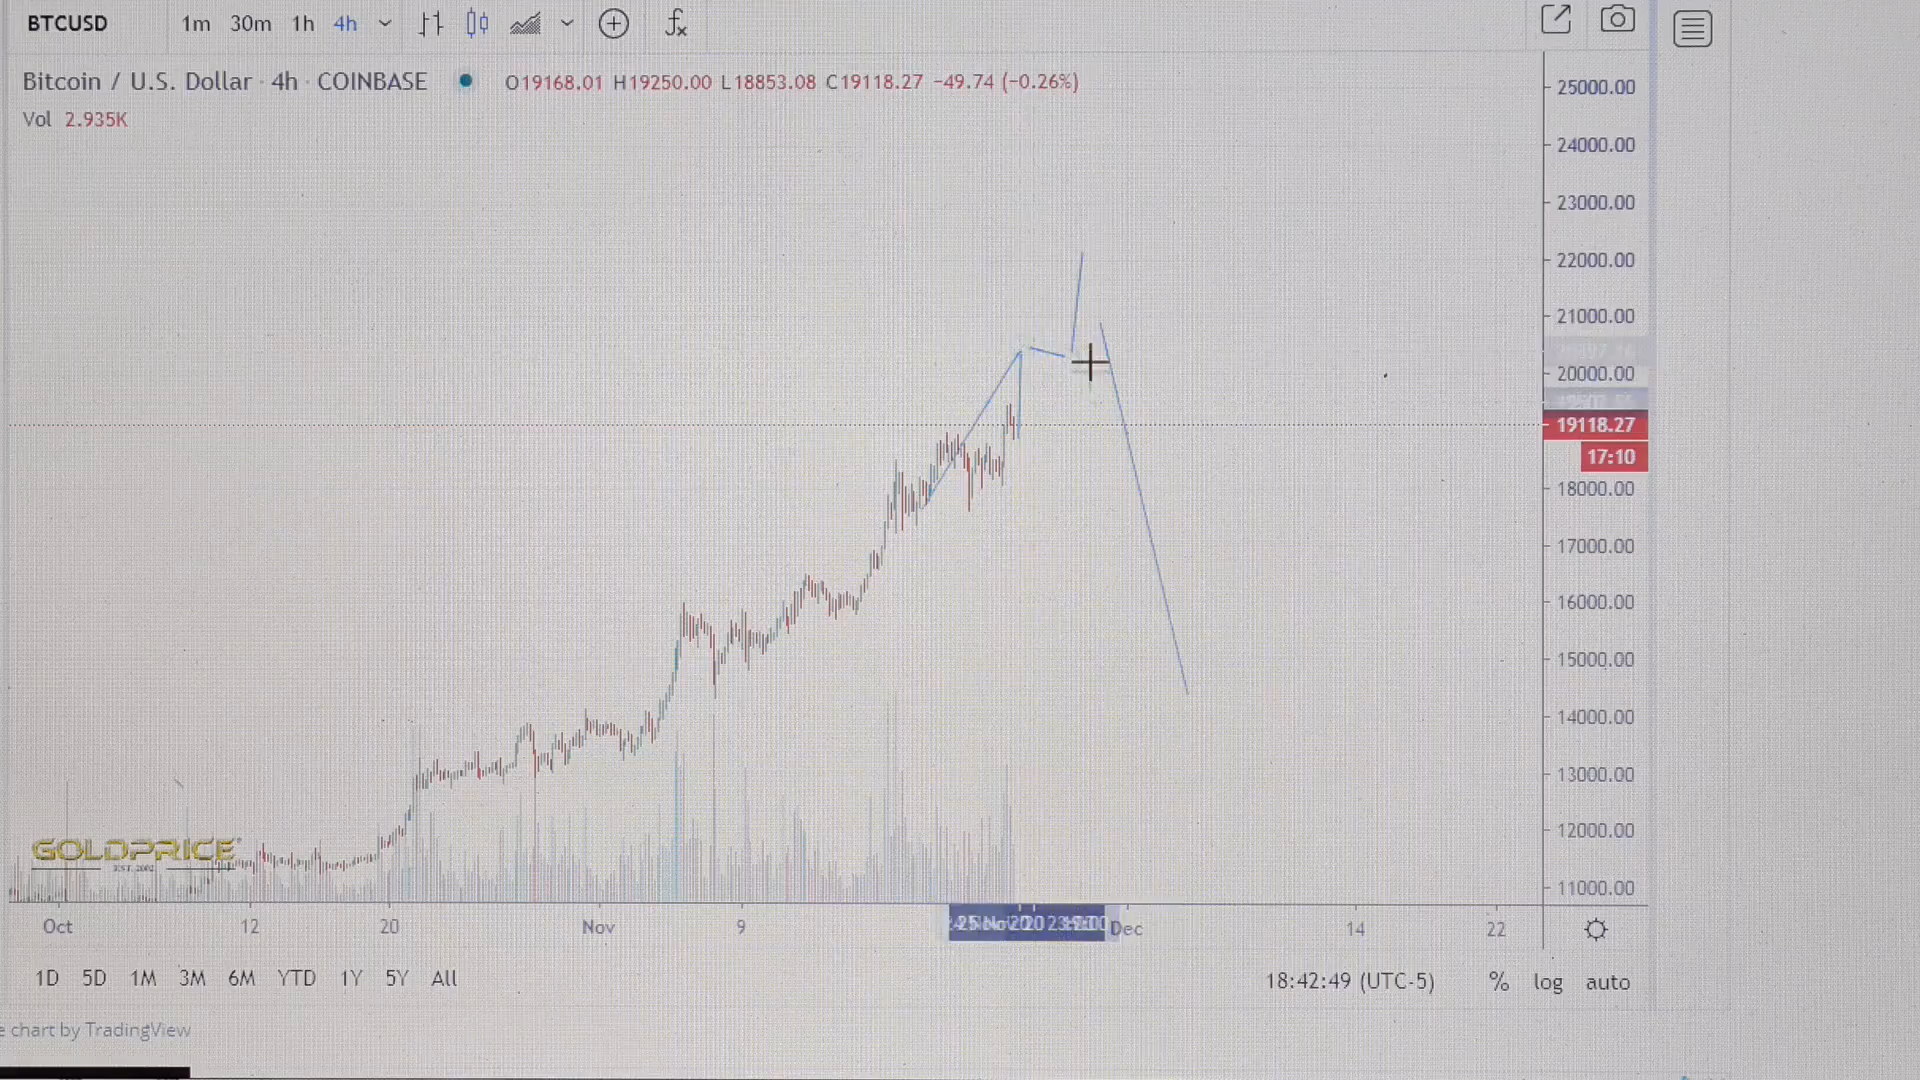 BTCUSD 1m 30m 1h 4h
Bitcoin / U.S. Dollar · 4h · COINBASE O19168.01 H19250.00 L18853.08 C19118.27 −49.74 (−0.26%)
Vol 2.935K
25000.00
24000.00
23000.00
22000.00
21000.00
20000.00
19118.27
17:10
18000.00
17000.00
16000.00
15000.00
14000.00
13000.00
12000.00
11000.00
GOLDPRICE
EST. 2002
Oct 12 20 Nov 9 Dec 14 22
1D 5D 1M 3M 6M YTD 1Y 5Y All 18:42:49 (UTC-5) % log auto
chart by TradingView